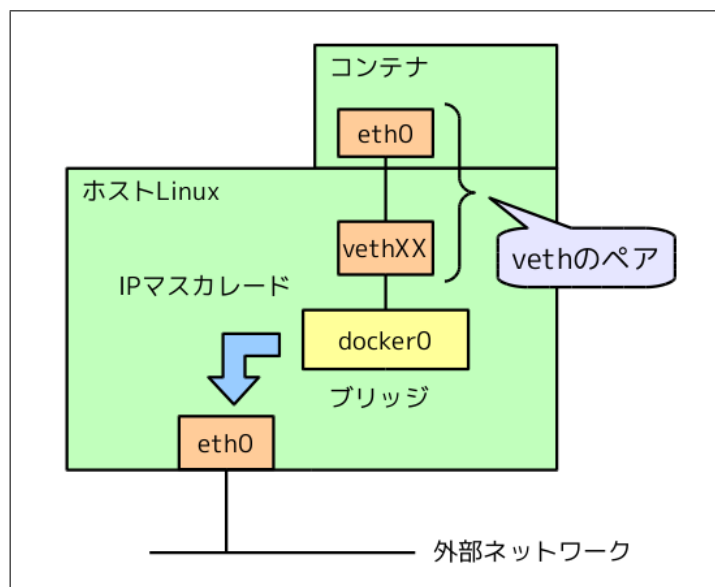 コンテナ
eth0
ホストLinux
vethXX
vethのペア
IPマスカレード
docker0
ブリッジ
eth0
外部ネットワーク